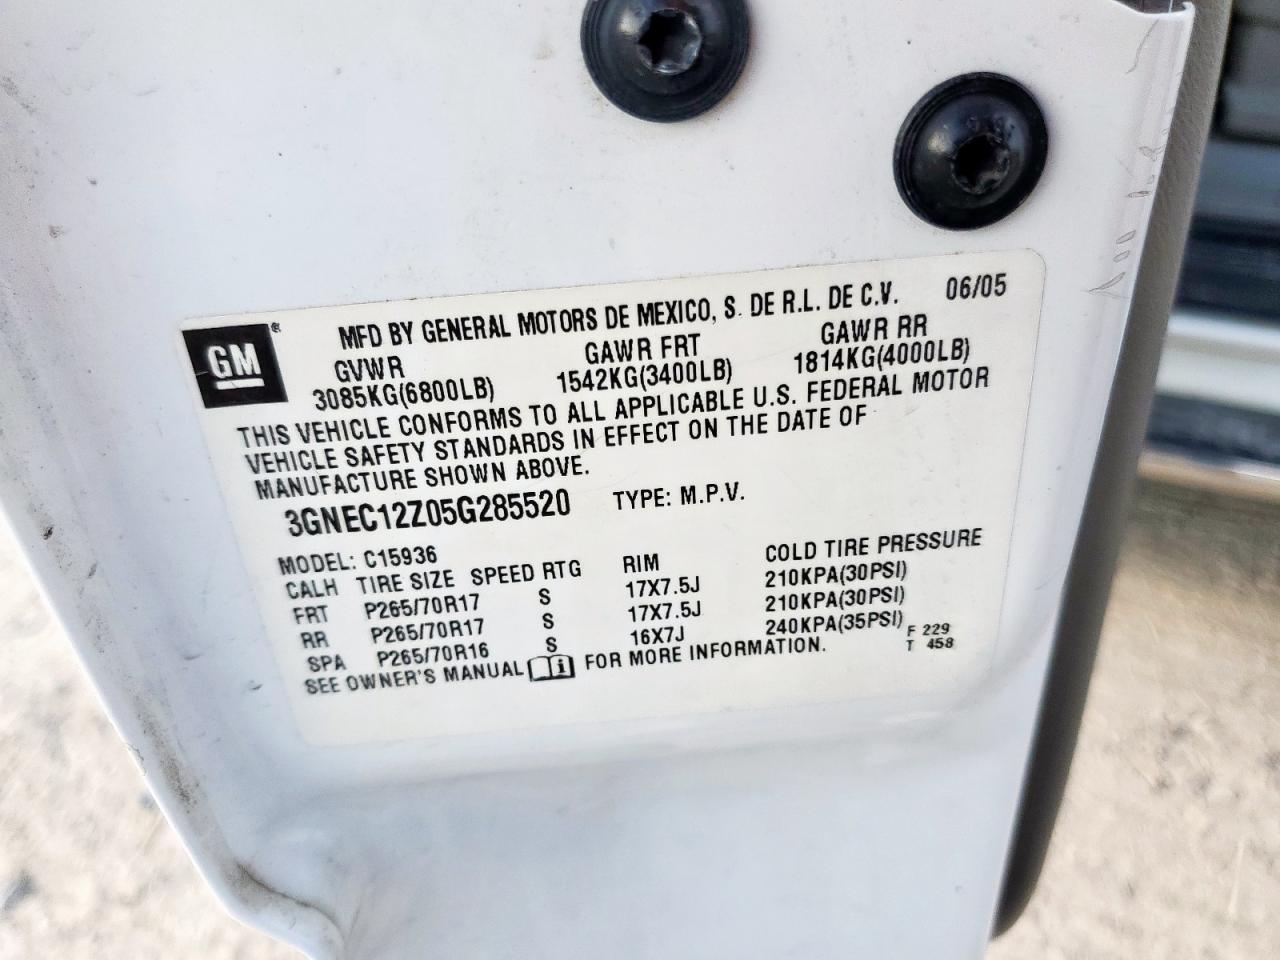 GM®
MFD BY GENERAL MOTORS DE MEXICO, S. DE R.L. DE C.V. 06/05
GVWR GAWR FRT GAWR RR
3085KG(6800LB) 1542KG(3400LB) 1814KG(4000LB)
THIS VEHICLE CONFORMS TO ALL APPLICABLE U.S. FEDERAL MOTOR
VEHICLE SAFETY STANDARDS IN EFFECT ON THE DATE OF
MANUFACTURE SHOWN ABOVE.
3GNEC12Z05G285520 TYPE: M.P.V.
MODEL: C15936
CALH TIRE SIZE SPEED RTG RIM COLD TIRE PRESSURE
FRT P265/70R17 S 17X7.5J 210KPA(30PSI)
RR P265/70R17 S 17X7.5J 210KPA(30PSI)
SPA P265/70R16 S 16X7J 240KPA(35PSI) F 229
SEE OWNER'S MANUAL i FOR MORE INFORMATION. T 458